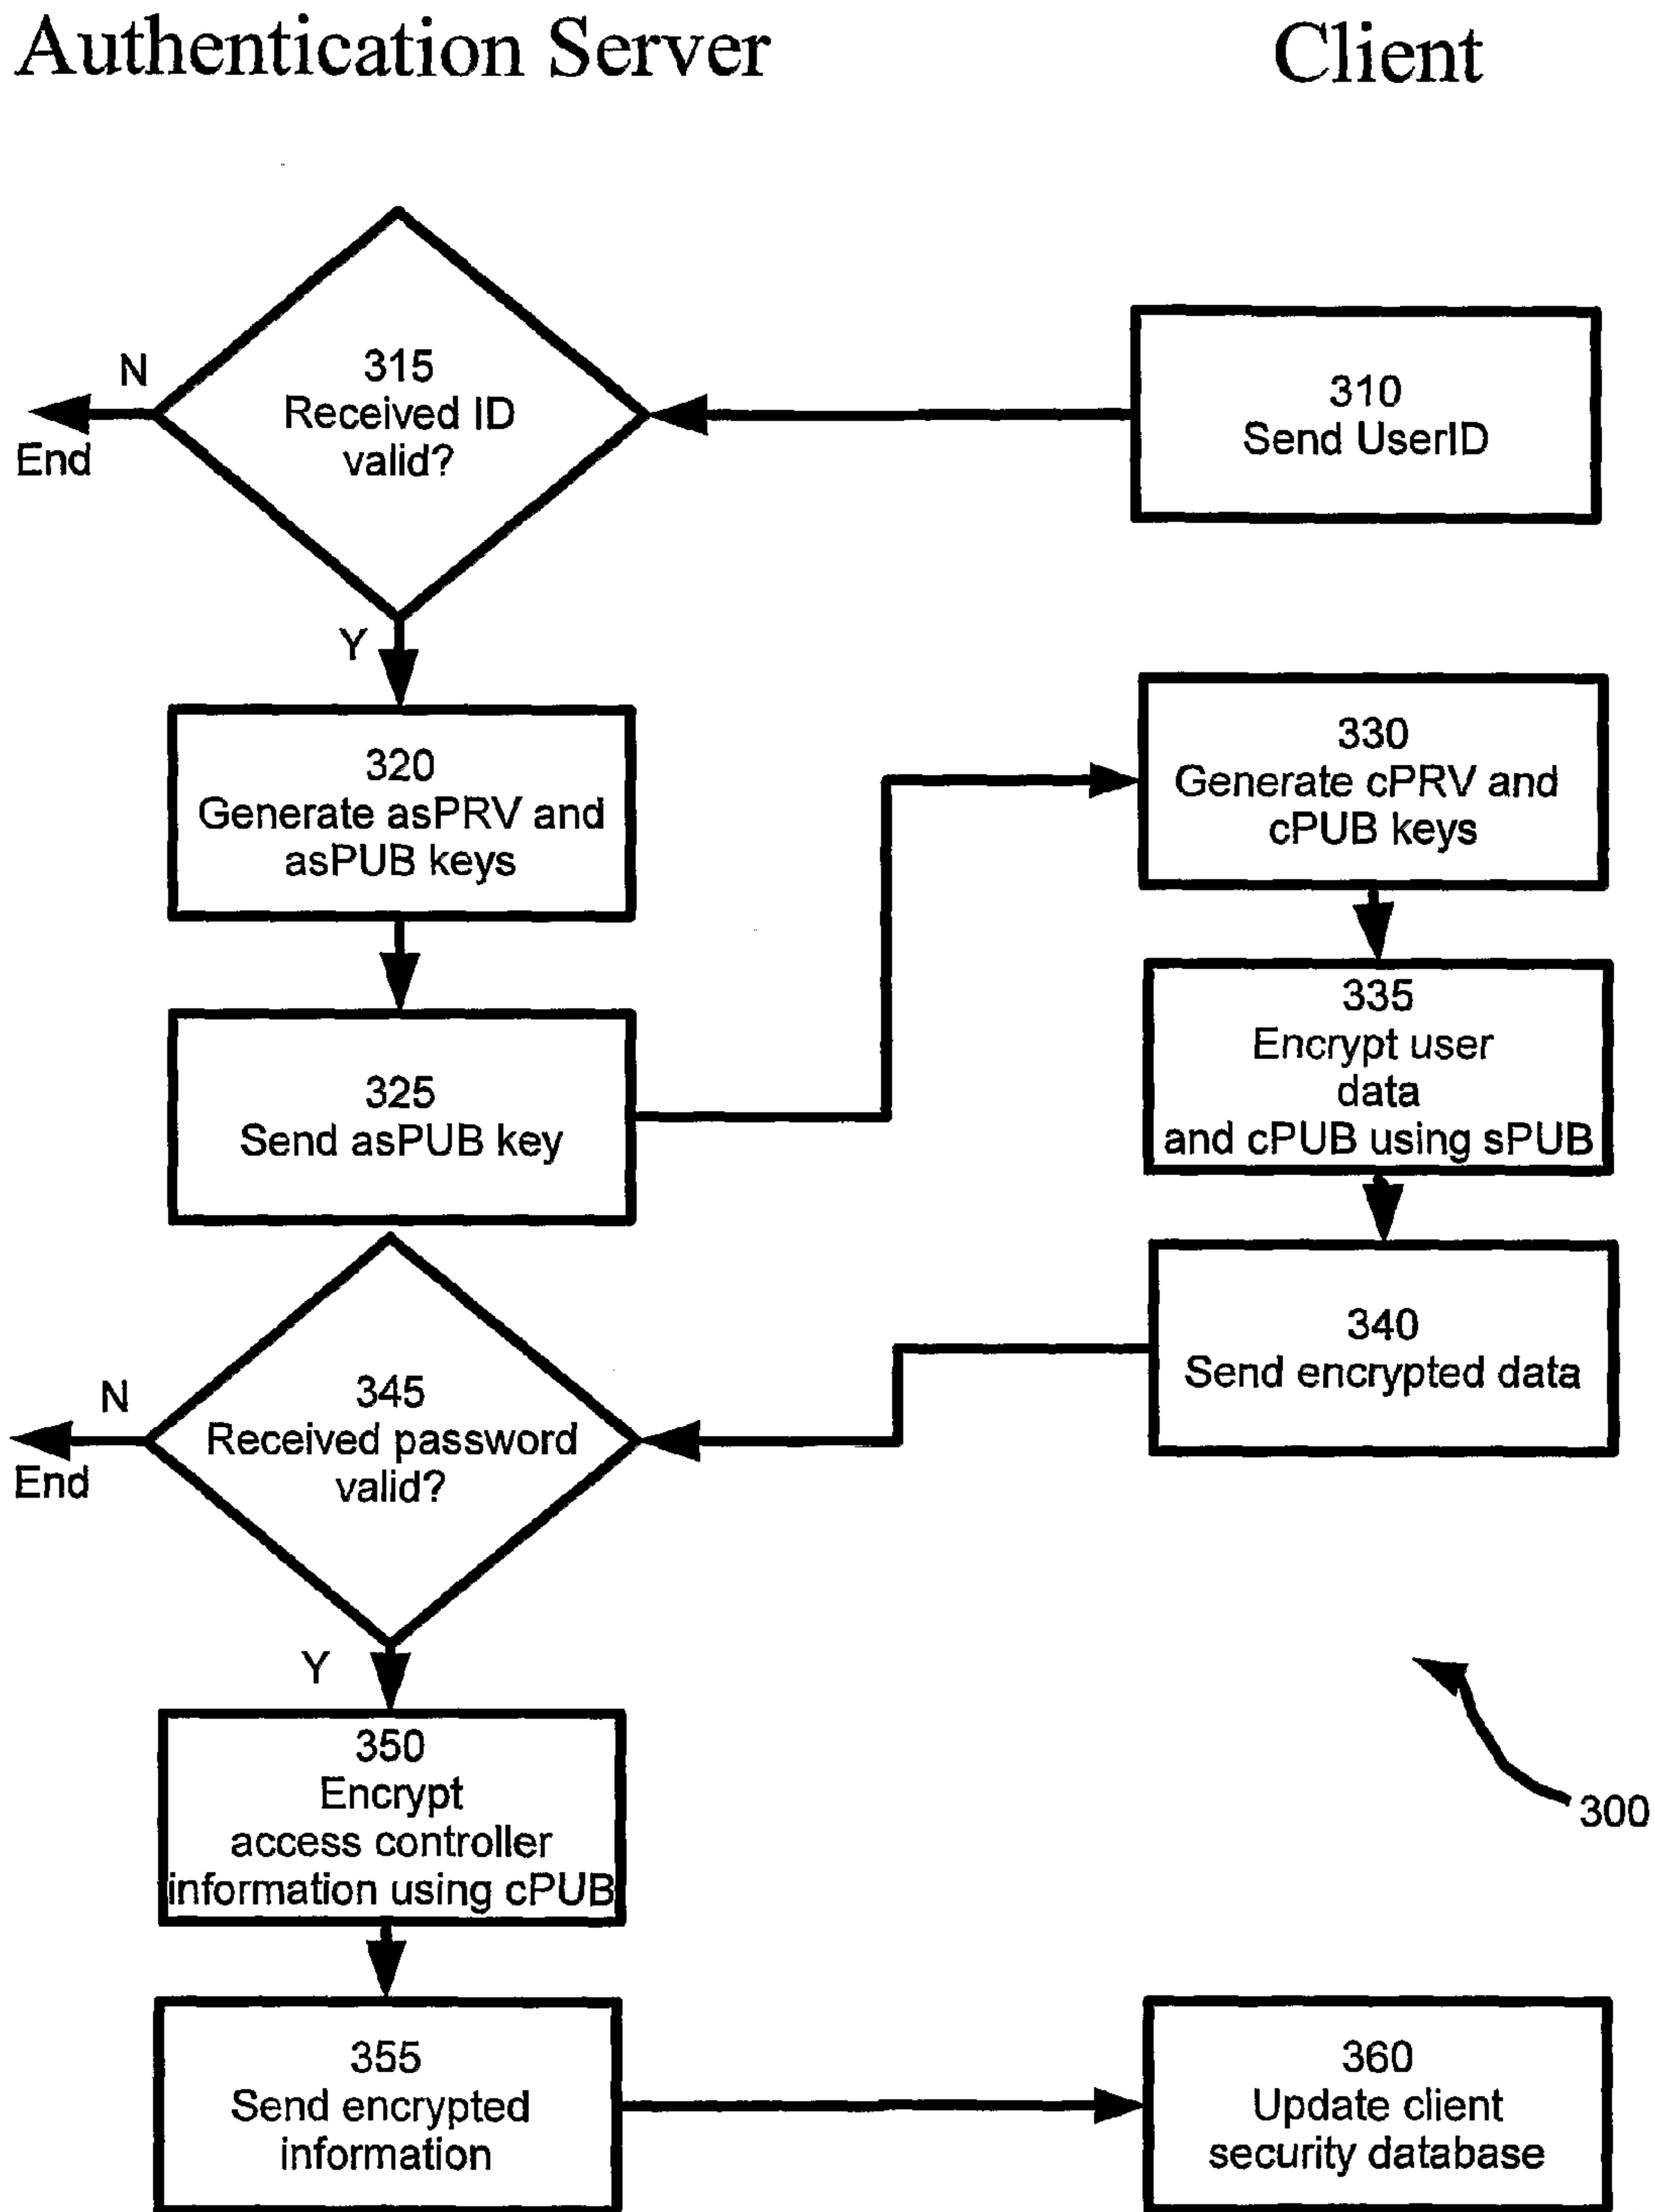 Authentication Server
Client
315
Received ID
valid?
N
End
310
Send UserID
Y
320
Generate asPRV and
asPUB keys
330
Generate cPRV and
cPUB keys
325
Send asPUB key
335
Encrypt user
data
and cPUB using sPUB
340
Send encrypted data
345
Received password
valid?
N
End
Y
350
Encrypt
access controller
information using cPUB
300
355
Send encrypted
information
360
Update client
security database